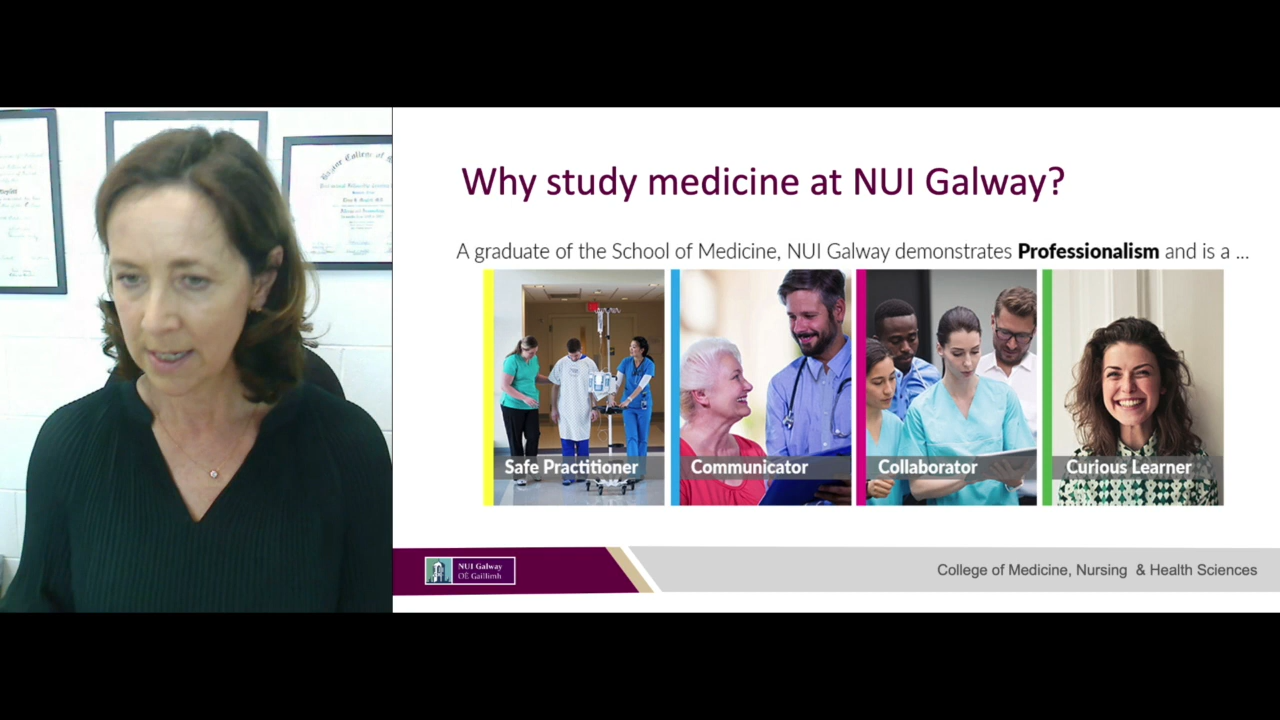 Why study medicine at NUI Galway?
A graduate of the School of Medicine, NUI Galway demonstrates Professionalism and is a ...
Safe Practitioner
Communicator
Collaborator
Curious Learner
NUI Galway
OÉ Gaillimh
College of Medicine, Nursing & Health Sciences